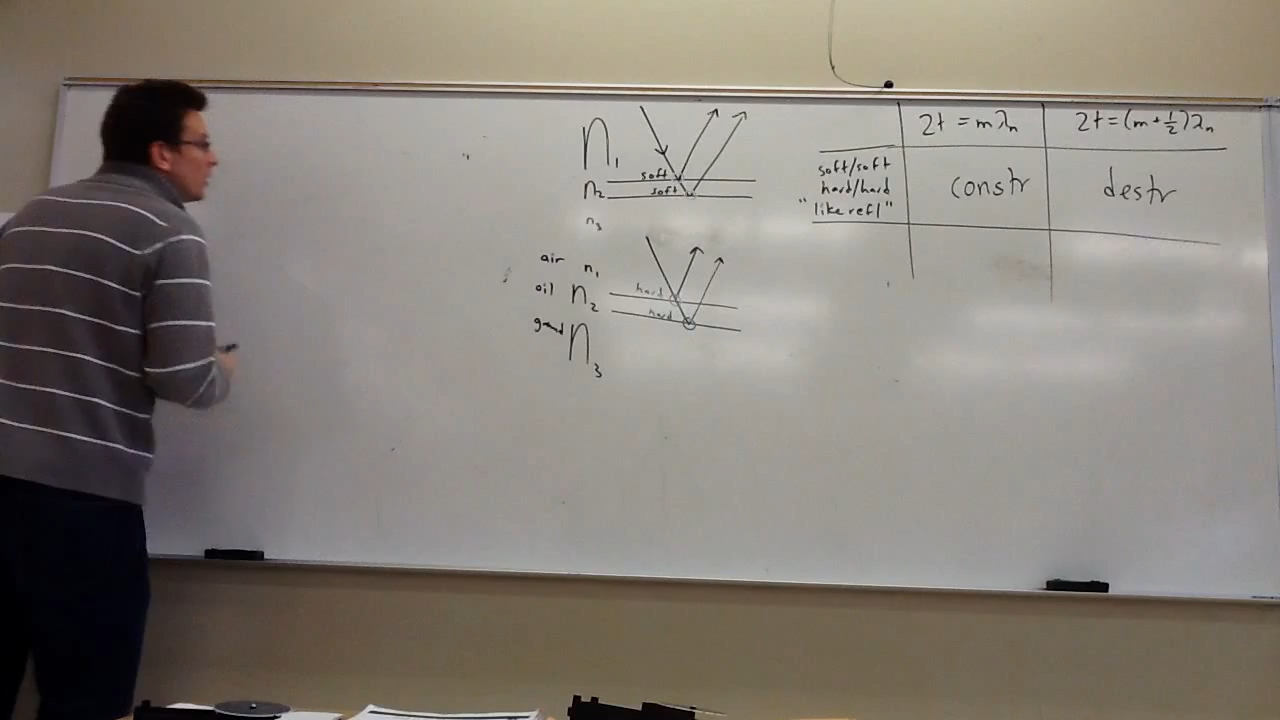 n₁
soft
n₂ soft
n₃
air n₁
oil n₂ hard
hard
n₃
2t = mλₙ 2t = (m + ½)λₙ
soft/soft
hard/hard
"like refl"
constr destr